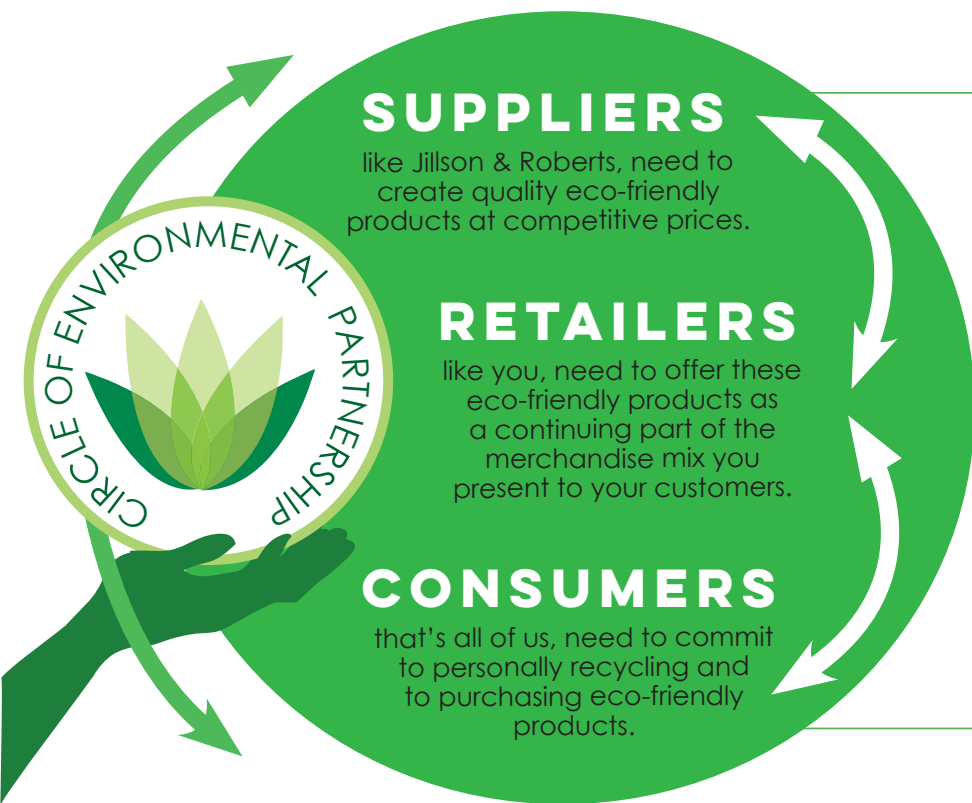 CIRCLE OF ENVIRONMENTAL PARTNERSHIP
SUPPLIERS
like Jillson & Roberts, need to
create quality eco-friendly
products at competitive prices.
RETAILERS
like you, need to offer these
eco-friendly products as
a continuing part of the
merchandise mix you
present to your customers.
CONSUMERS
that's all of us, need to commit
to personally recycling and
to purchasing eco-friendly
products.